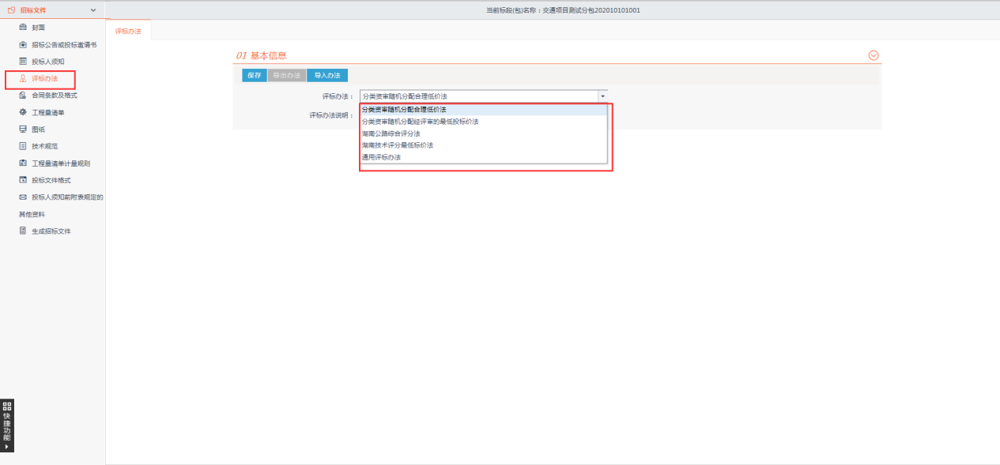 招标文件
当前标段(包)名称：交通项目测试分包202010101001
封面
招标公告或投标邀请书
投标人须知
评标办法
合同条款及格式
工程量清单
图纸
技术规范
工程量清单计量规则
投标文件格式
投标人须知前附表规定的
其他资料
生成招标文件
快捷功能
评标办法
01 基本信息
保存 导出办法 导入办法
评标办法： 分类资审随机分配合理低价法
评标办法说明：
分类资审随机分配合理低价法
分类资审随机分配经评审的最低投标价法
湖南公路综合评分法
湖南技术评分最低标价法
通用评标办法